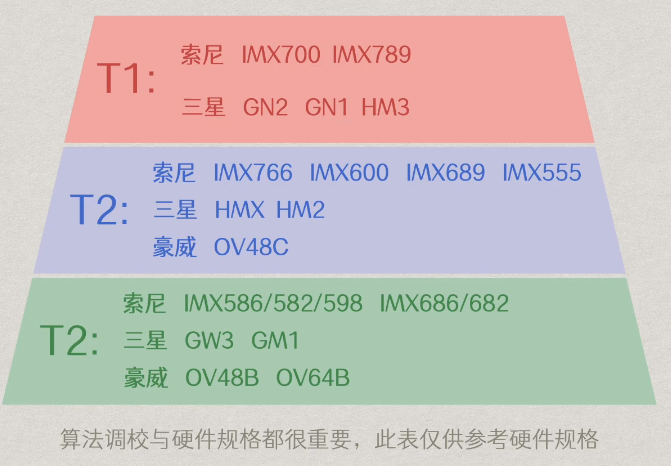 T1:
索尼 IMX700 IMX789
三星 GN2 GN1 HM3
T2:
索尼 IMX766 IMX600 IMX689 IMX555
三星 HMX HM2
豪威 OV48C
T2:
索尼 IMX586/582/598 IMX686/682
三星 GW3 GM1
豪威 OV48B OV64B
算法调校与硬件规格都很重要，此表仅供参考硬件规格